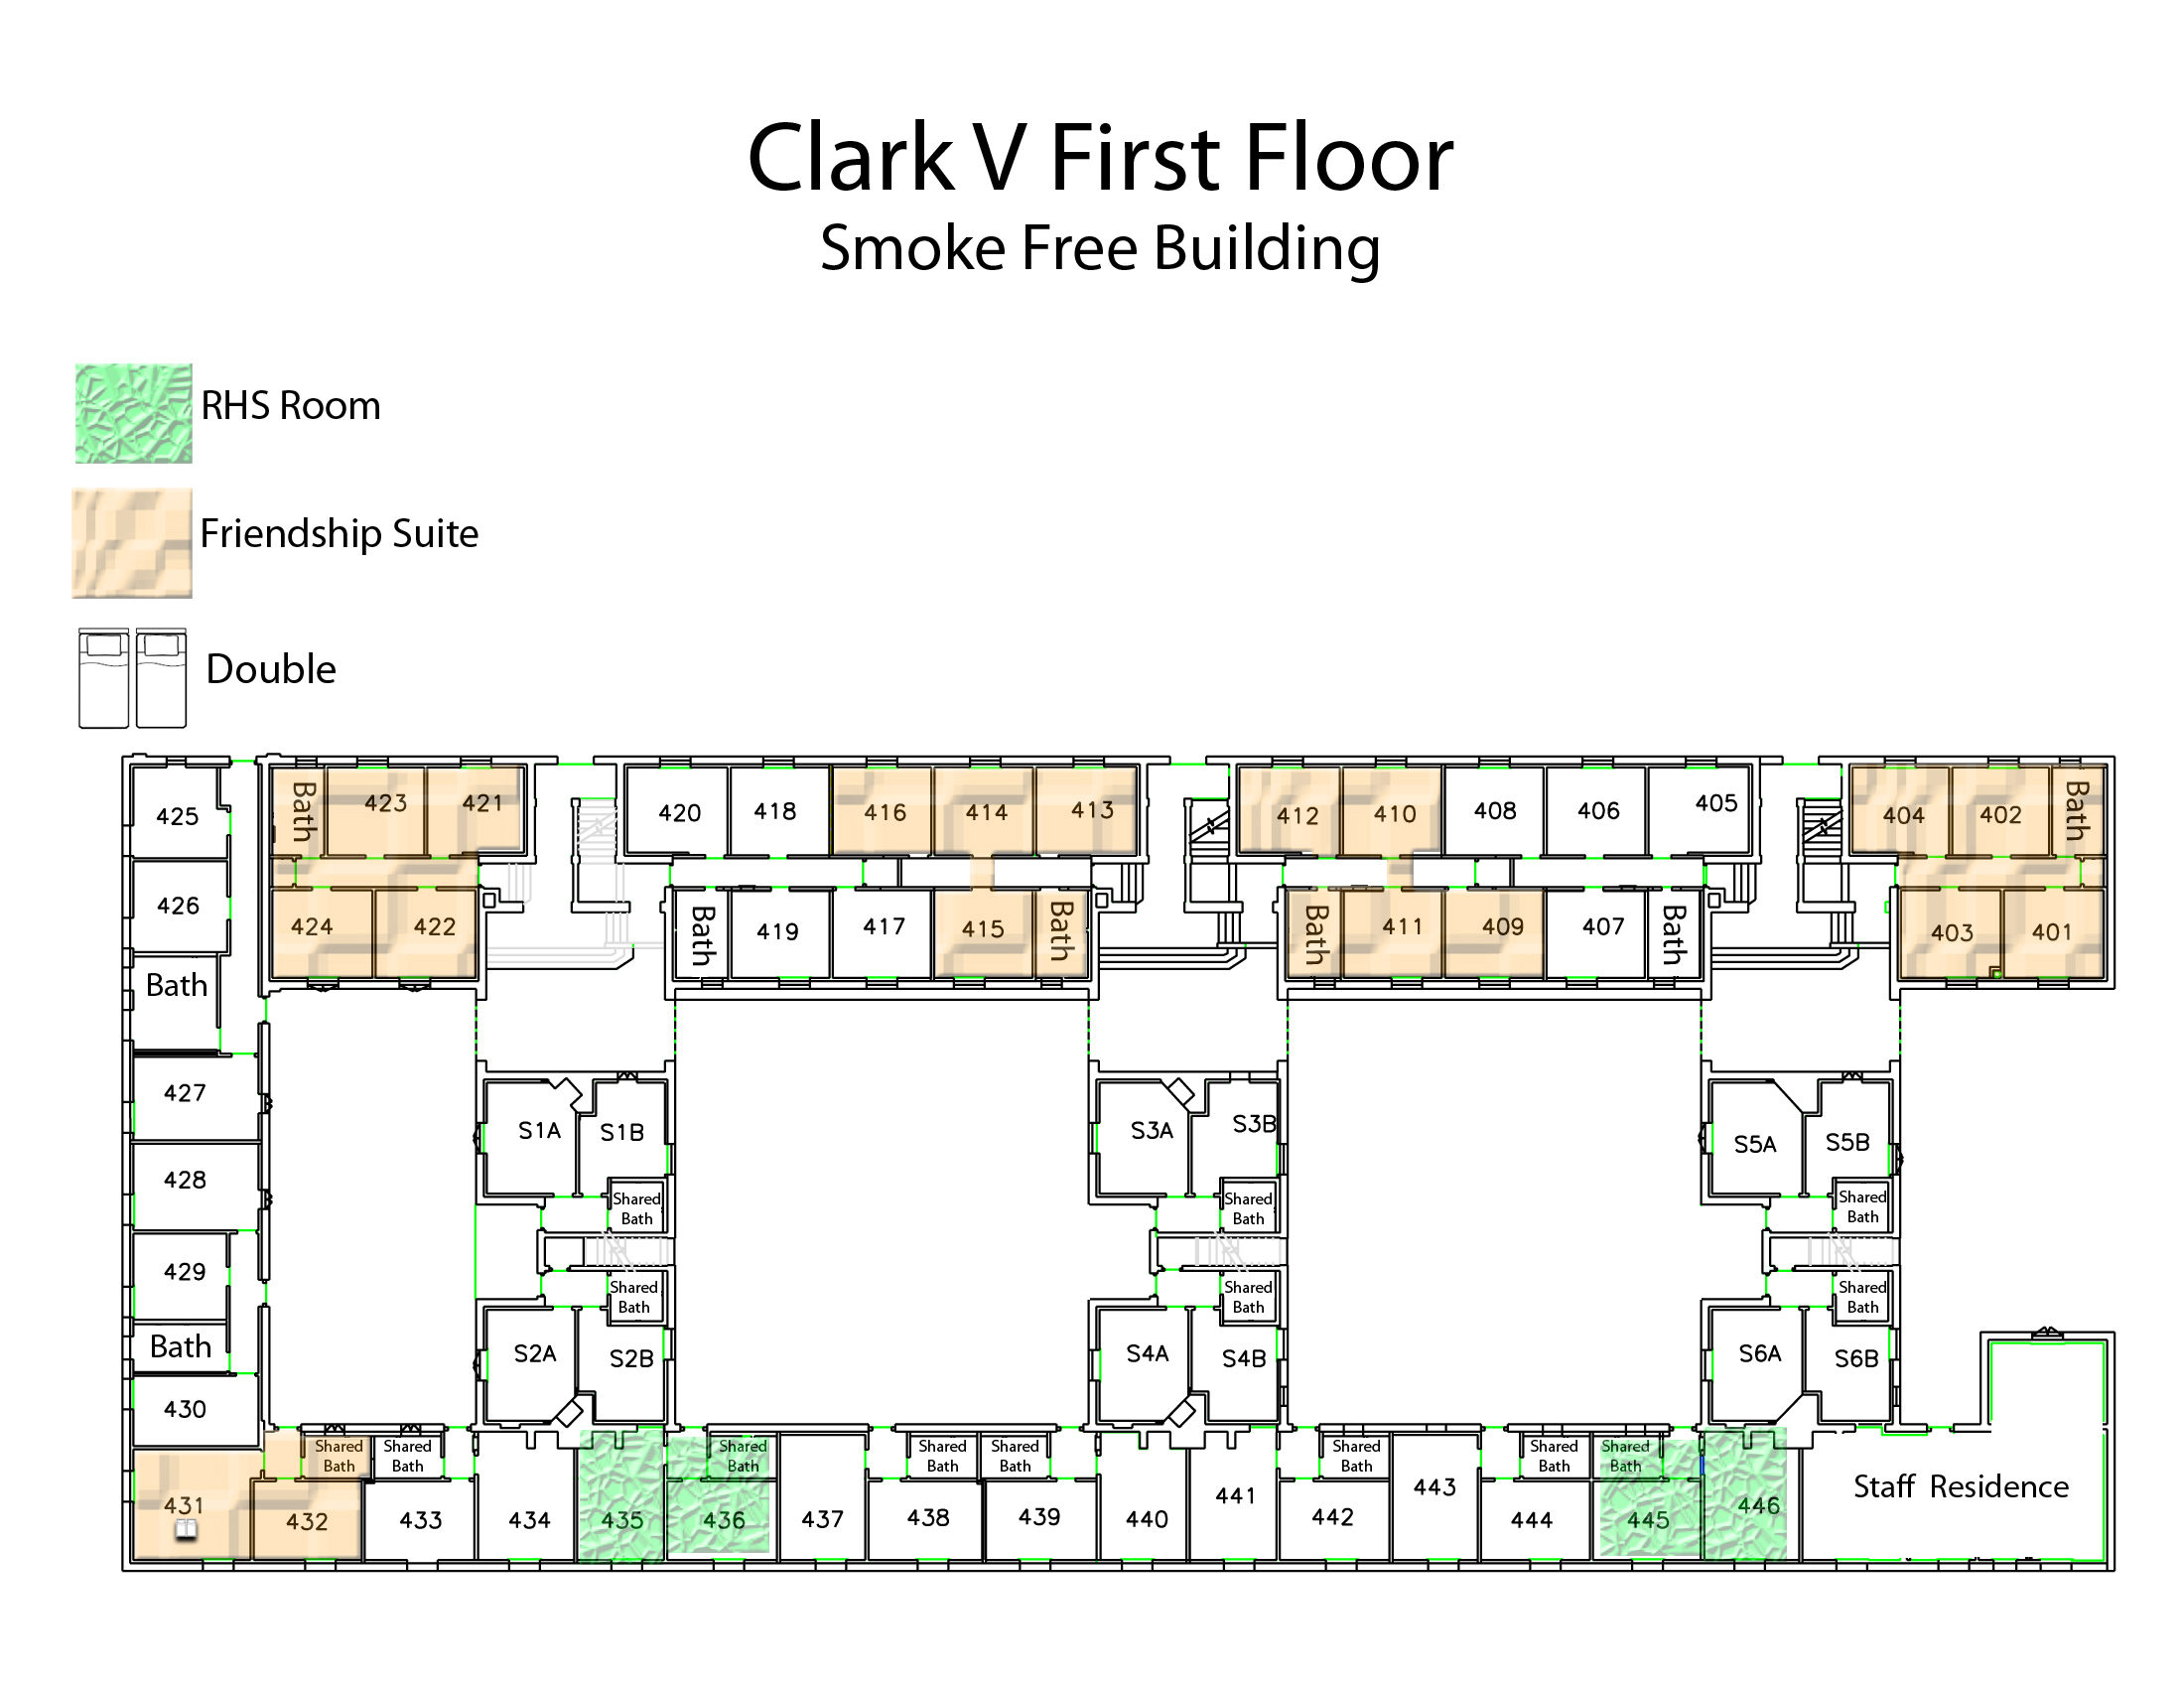 Clark V First Floor
Smoke Free Building
RHS Room
Friendship Suite
Double
425
Bath
423
421
420
418
416
414
413
412
410
408
406
405
404
402
Bath
426
424
422
Bath
419
417
415
Bath
Bath
411
409
407
Bath
403
401
Bath
427
428
429
Bath
430
S1A
S1B
S3A
S3B
S5A
S5B
Shared
Bath
Shared
Bath
Shared
Bath
Shared
Bath
Shared
Bath
Shared
Bath
S2A
S2B
S4A
S4B
S6A
S6B
Shared
Bath
Shared
Bath
Shared
Bath
Shared
Bath
Shared
Bath
Shared
Bath
Shared
Bath
Shared
Bath
431
432
433
434
435
436
437
438
439
440
441
442
443
444
445
446
Staff Residence